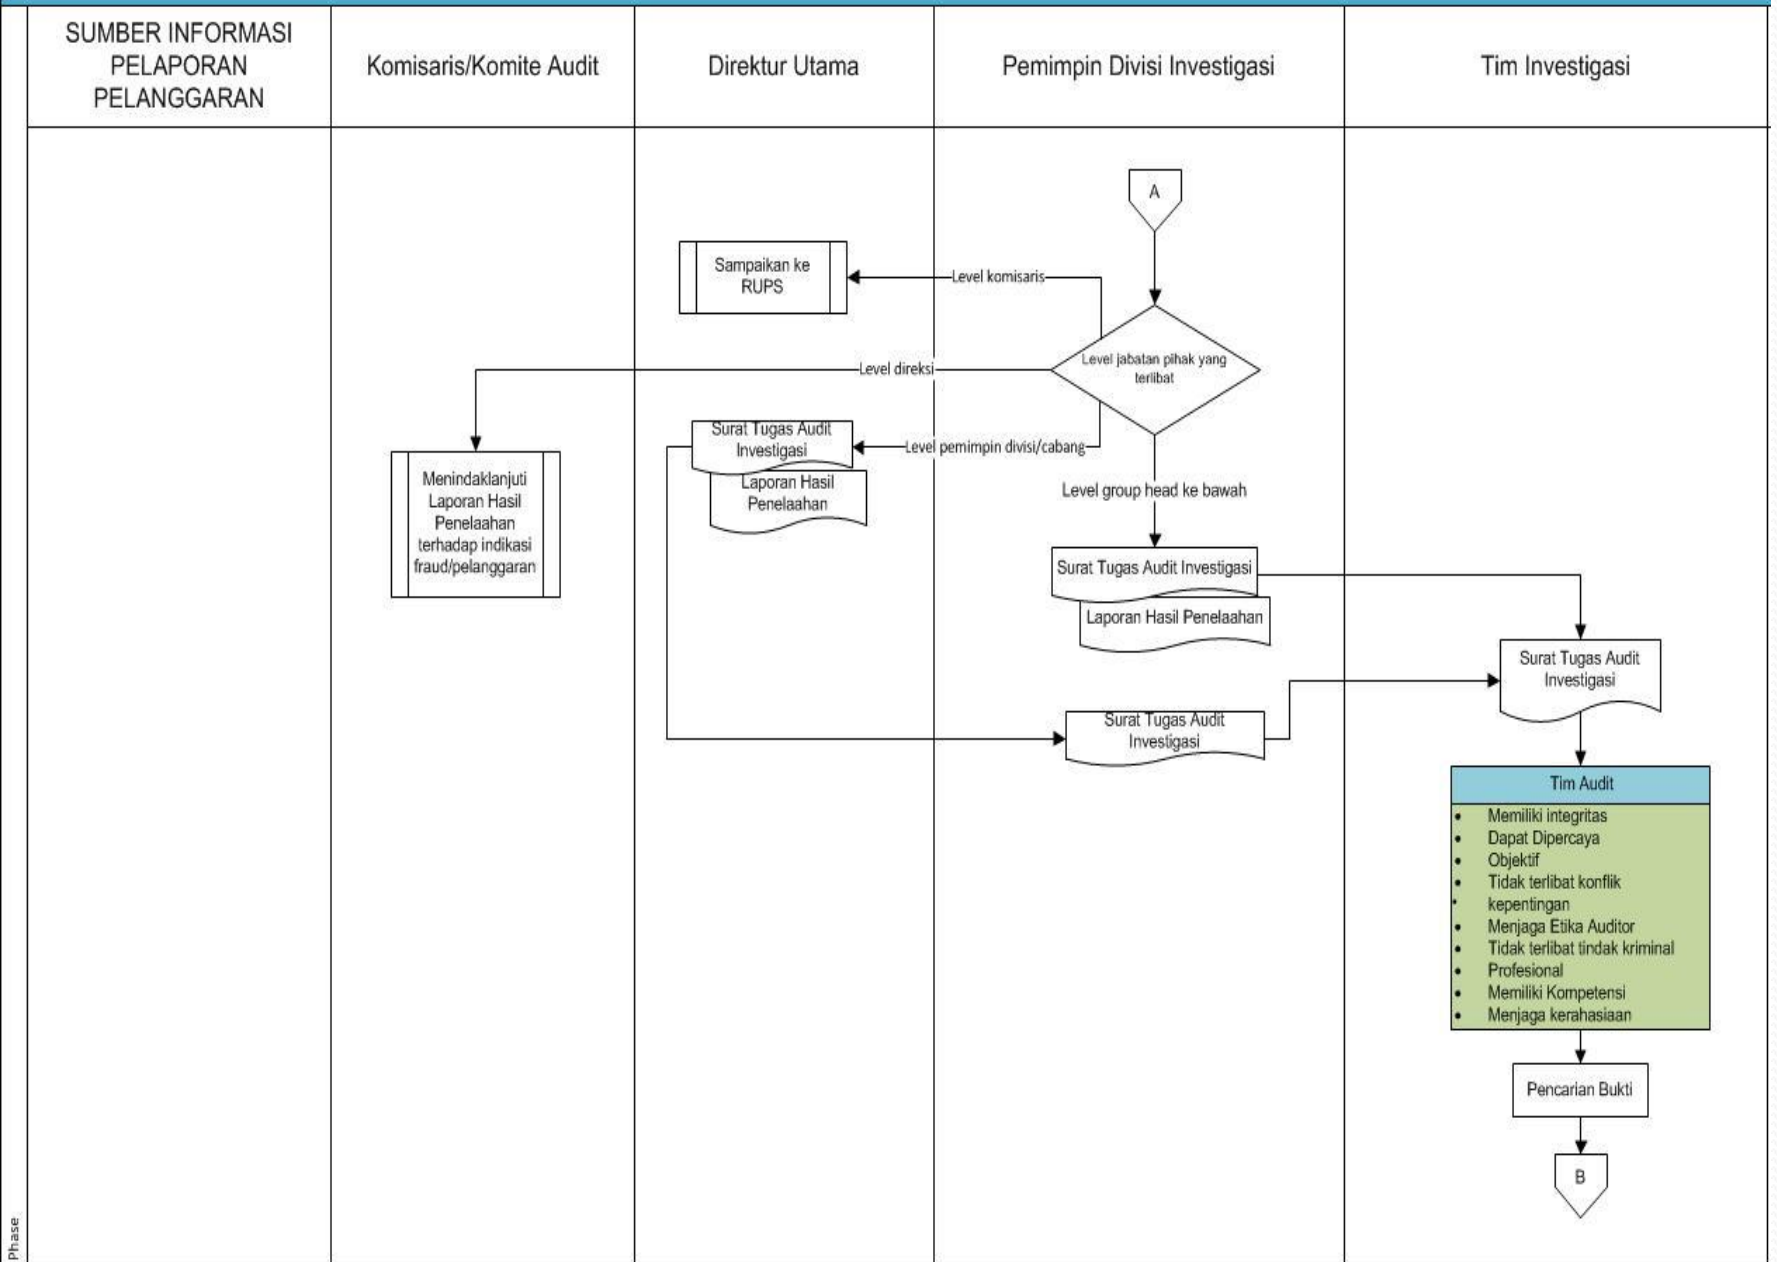 SUMBER INFORMASI
PELAPORAN
PELANGGARAN
Komisaris/Komite Audit
Direktur Utama
Pemimpin Divisi Investigasi
Tim Investigasi
A
Sampaikan ke
RUPS
Level komisaris
Level jabatan pihak yang
terlibat
Level direksi
Surat Tugas Audit
Investigasi
Level pemimpin divisi/cabang
Laporan Hasil
Penelaahan
Menindaklanjuti
Laporan Hasil
Penelaahan
terhadap indikasi
fraud/pelanggaran
Level group head ke bawah
Surat Tugas Audit Investigasi
Laporan Hasil Penelaahan
Surat Tugas Audit
Investigasi
Surat Tugas Audit
Investigasi
Tim Audit
• Memiliki integritas
• Dapat Dipercaya
• Objektif
• Tidak terlibat konflik
• kepentingan
• Menjaga Etika Auditor
• Tidak terlibat tindak kriminal
• Profesional
• Memiliki Kompetensi
• Menjaga kerahasiaan
Pencarian Bukti
B
Phase